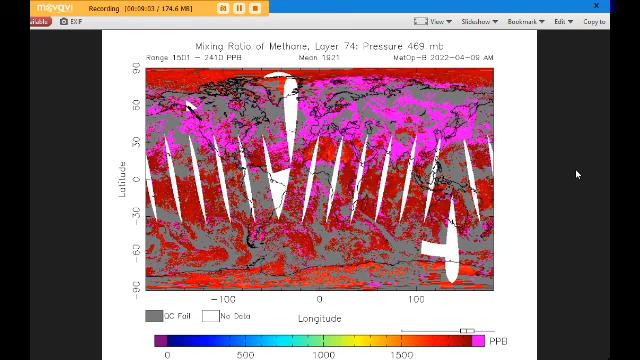 movavi
Recording (00:09:03 / 174.6 MB)
EXIF
View
Slideshow
Bookmark
Edit
Copy to
Mixing Ratio of Methane, Layer 74: Pressure 469 mb
Range 1501 - 2410 PPB
Mean 1921
MetOp-B 2022-04-09 AM
90
60
30
0
-30
-60
-90
Latitude
-100
0
100
Longitude
QC Fail
No Data
PPB
0
500
1000
1500